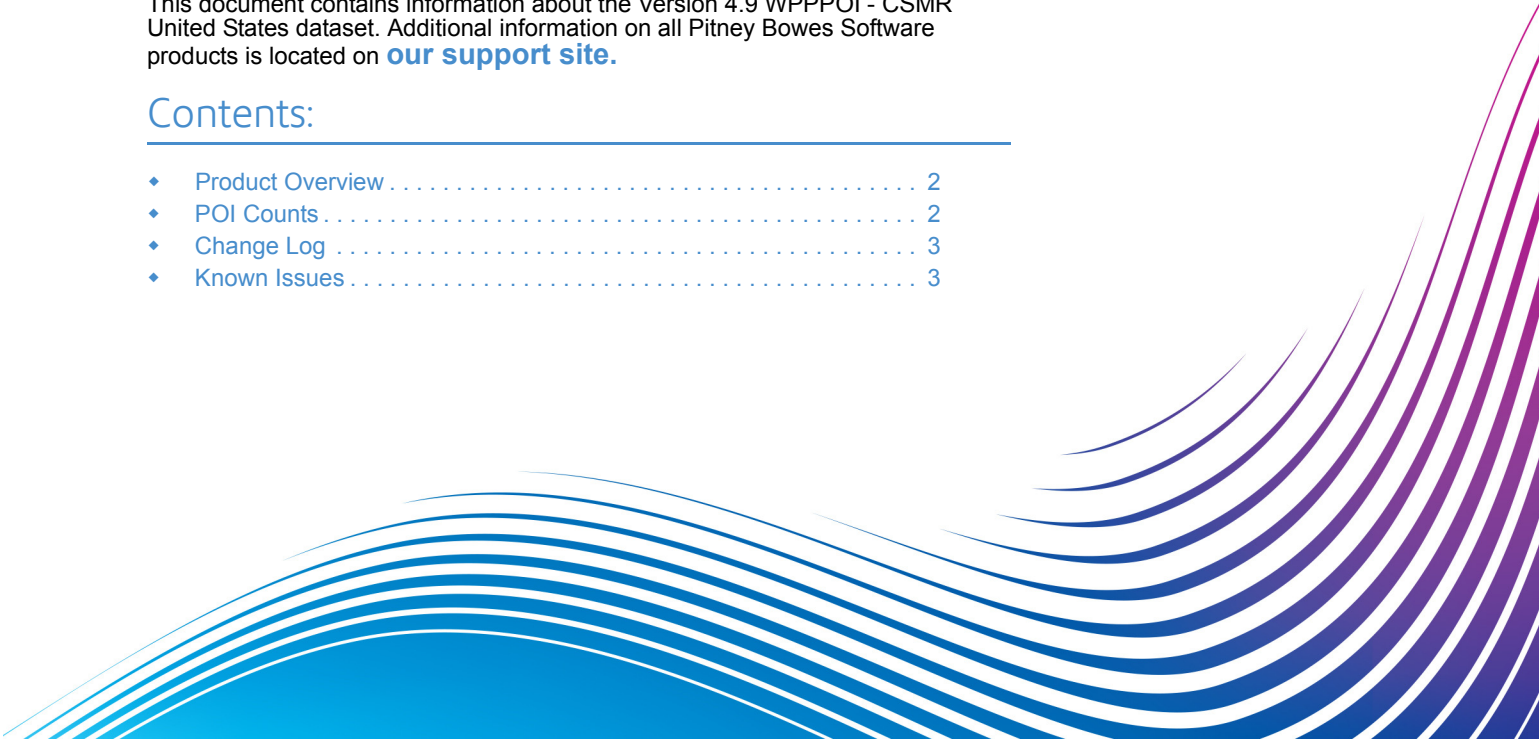 This document contains information about the Version 4.9 WPPPOI - CSMR
United States dataset. Additional information on all Pitney Bowes Software
products is located on our support site.
Contents:
◆ Product Overview . . . . . . . . . . . . . . . . . . . . . . . . . . . . . . . . . . . . . . . 2
◆ POI Counts . . . . . . . . . . . . . . . . . . . . . . . . . . . . . . . . . . . . . . . . . . . . 2
◆ Change Log . . . . . . . . . . . . . . . . . . . . . . . . . . . . . . . . . . . . . . . . . . . 3
◆ Known Issues . . . . . . . . . . . . . . . . . . . . . . . . . . . . . . . . . . . . . . . . . . 3